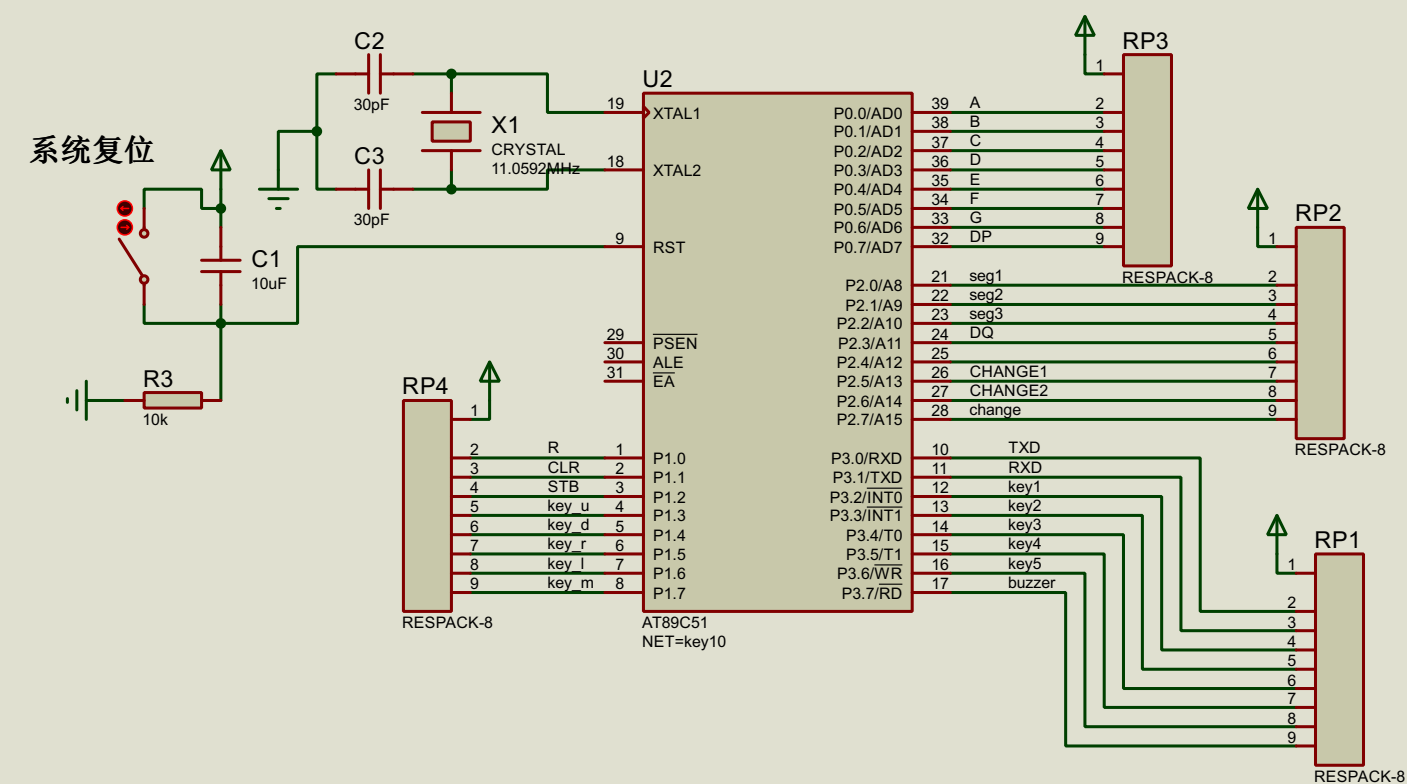 C2
30pF
C3
30pF
X1
CRYSTAL
11.0592MHz
系统复位
C1
10uF
R3
10k
U2
19 XTAL1
18 XTAL2
9 RST
29 PSEN
30 ALE
31 EA
1 P1.0
2 P1.1
3 P1.2
4 P1.3
5 P1.4
6 P1.5
7 P1.6
8 P1.7
P0.0/AD0 39 A 2
P0.1/AD1 38 B 3
P0.2/AD2 37 C 4
P0.3/AD3 36 D 5
P0.4/AD4 35 E 6
P0.5/AD5 34 F 7
P0.6/AD6 33 G 8
P0.7/AD7 32 DP 9
P2.0/A8 21 seg1 2
P2.1/A9 22 seg2 3
P2.2/A10 23 seg3 4
P2.3/A11 24 DQ 5
P2.4/A12 25 6
P2.5/A13 26 CHANGE1 7
P2.6/A14 27 CHANGE2 8
P2.7/A15 28 change 9
P3.0/RXD 10 TXD
P3.1/TXD 11 RXD
P3.2/INT0 12 key1
P3.3/INT1 13 key2
P3.4/T0 14 key3
P3.5/T1 15 key4
P3.6/WR 16 key5
P3.7/RD 17 buzzer
AT89C51
NET=key10
RP4
1
2 R
3 CLR
4 STB
5 key_u
6 key_d
7 key_r
8 key_l
9 key_m
RESPACK-8
RP3
1
RESPACK-8
RP2
1
RESPACK-8
RP1
1
2
3
4
5
6
7
8
9
RESPACK-8